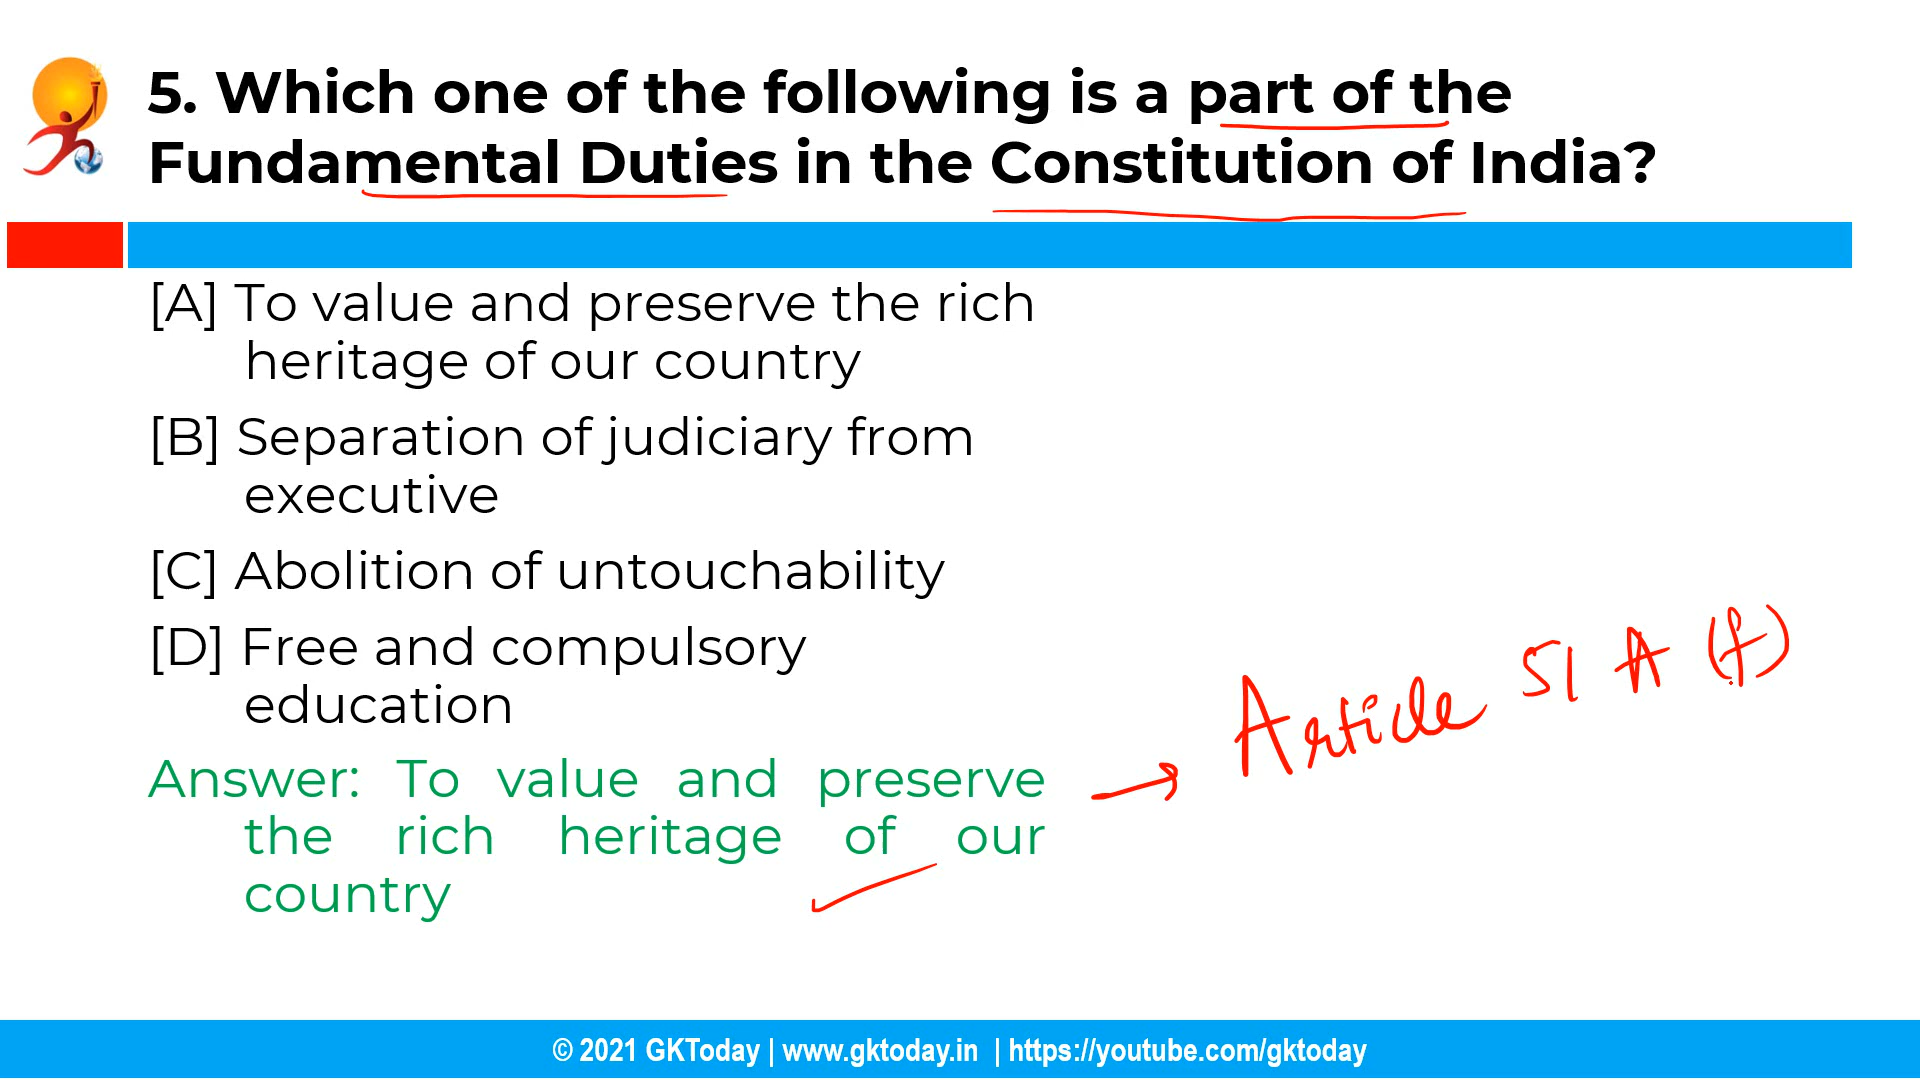 5. Which one of the following is a part of the
Fundamental Duties in the Constitution of India?
[A] To value and preserve the rich
heritage of our country
[B] Separation of judiciary from
executive
[C] Abolition of untouchability
[D] Free and compulsory
education
Answer: To value and preserve
the rich heritage of our
country
→ Article 51 A (f)
© 2021 GKToday | www.gktoday.in | https://youtube.com/gktoday